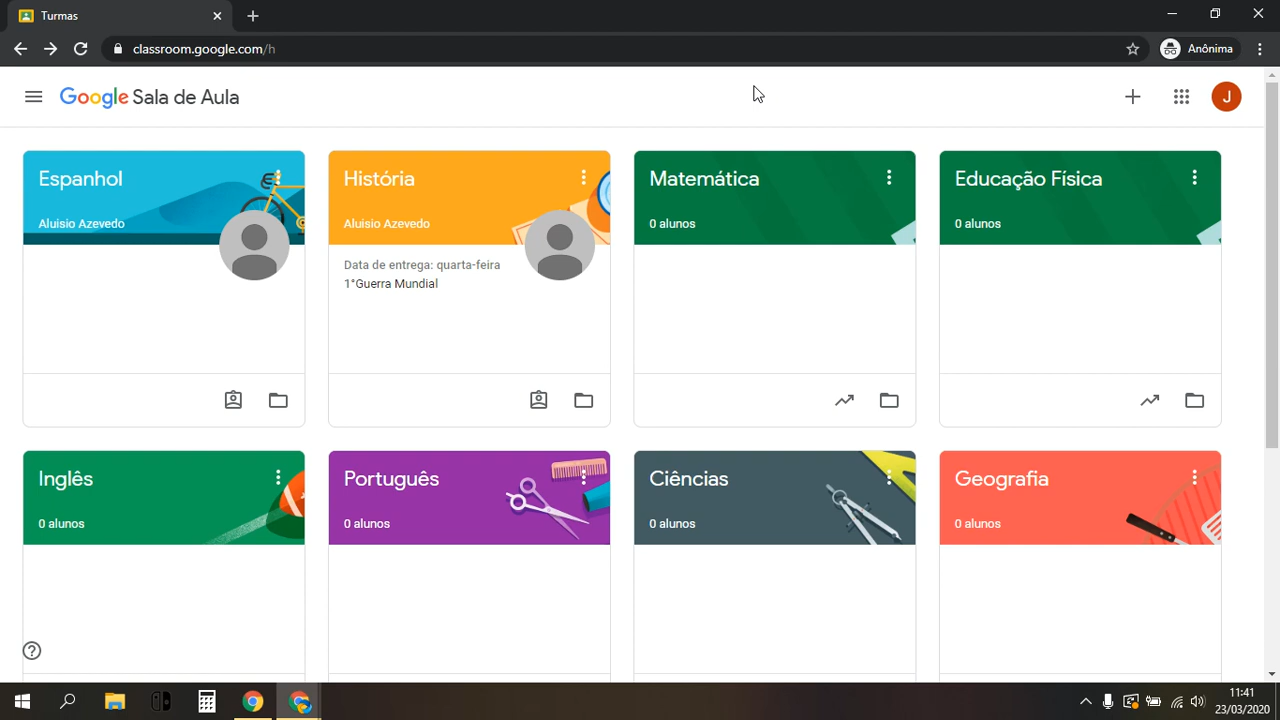 Turmas
classroom.google.com/h
Anônima
Google Sala de Aula
J
Espanhol
Aluisio Azevedo
História
Aluisio Azevedo
Data de entrega: quarta-feira
1°Guerra Mundial
Matemática
0 alunos
Educação Física
0 alunos
Inglês
0 alunos
Português
0 alunos
Ciências
0 alunos
Geografia
0 alunos
11:41
23/03/2020